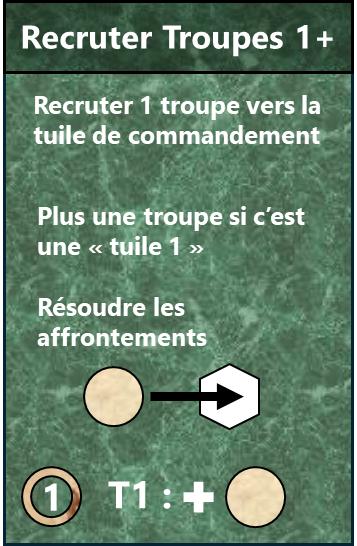 Recruter Troupes 1+
Recruter 1 troupe vers la
tuile de commandement
Plus une troupe si c’est
une « tuile 1 »
Résoudre les
affrontements
1 T1 : +